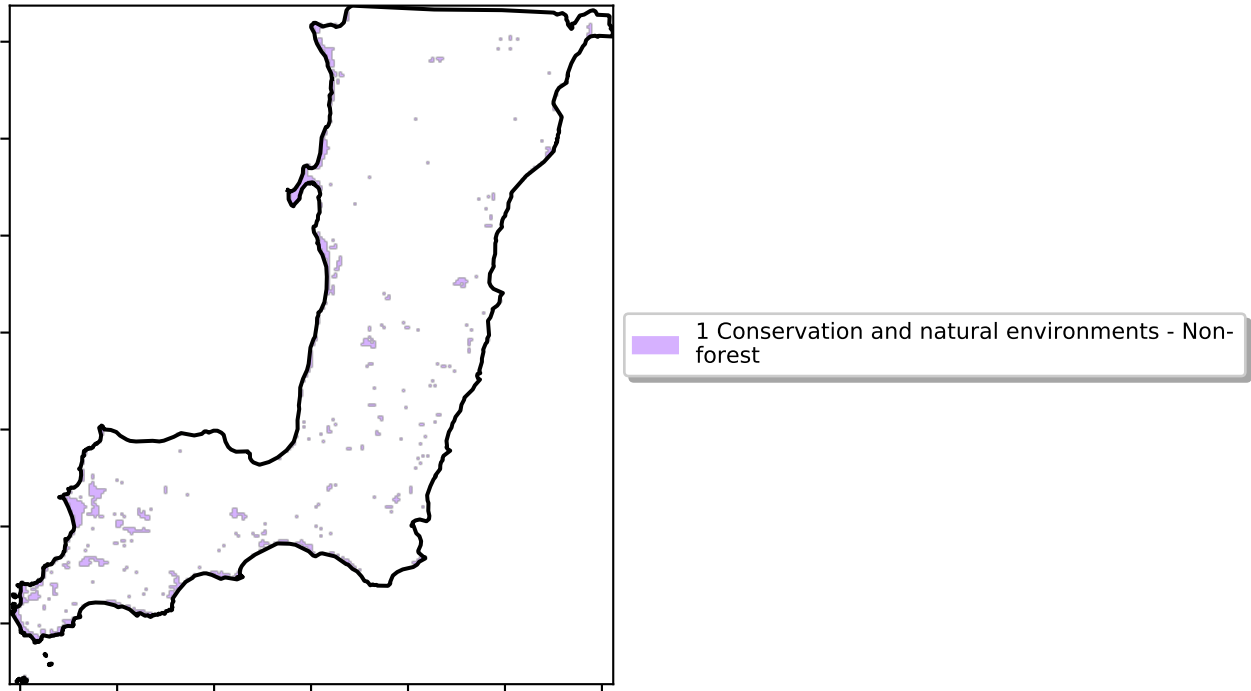 1 Conservation and natural environments - Non-
forest